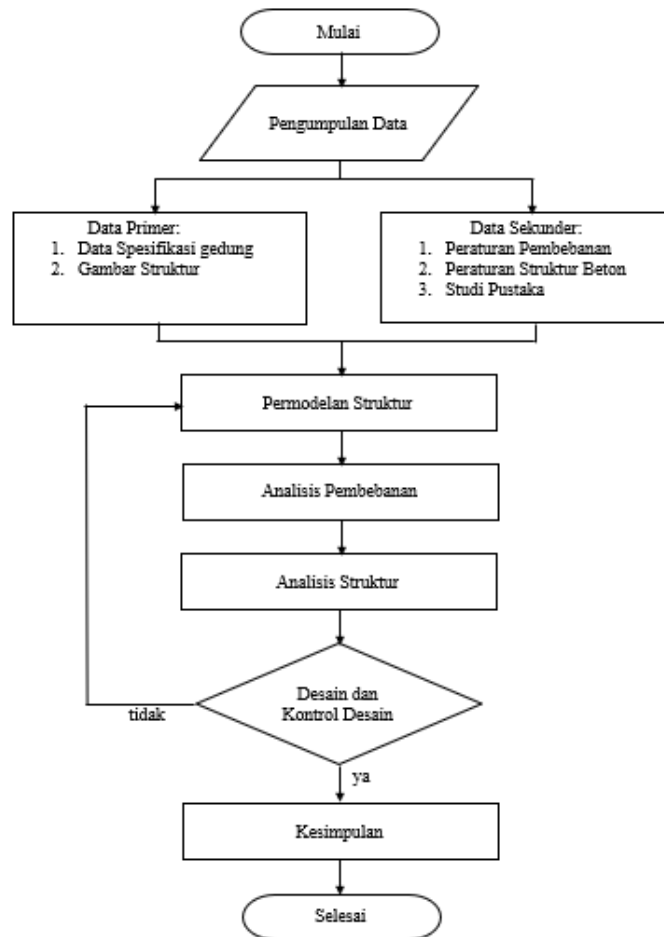 Mulai
Pengumpulan Data
Data Primer:
1. Data Spesifikasi gedung
2. Gambar Struktur
Data Sekunder:
1. Peraturan Pembebanan
2. Peraturan Struktur Beton
3. Studi Pustaka
Permodelan Struktur
Analisis Pembebanan
Analisis Struktur
Desain dan
Kontrol Desain
tidak
ya
Kesimpulan
Selesai